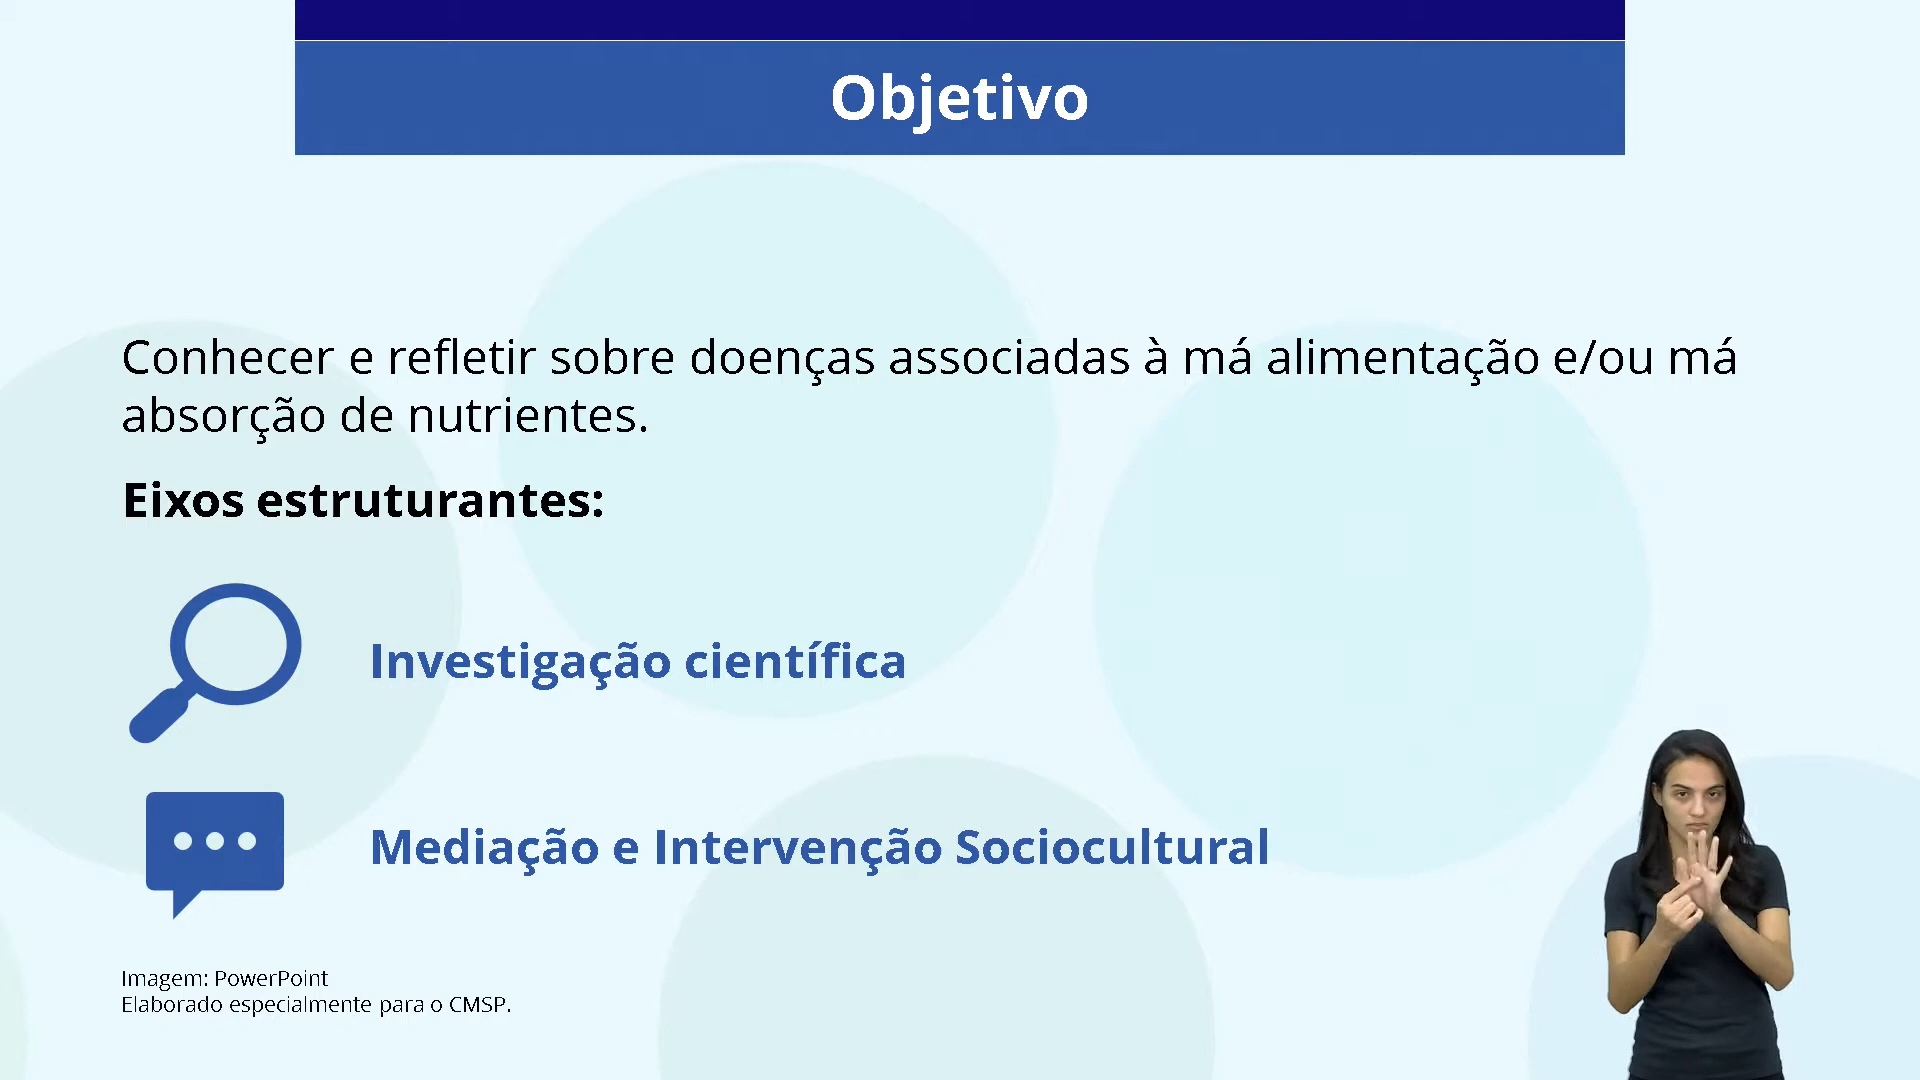 Objetivo
Conhecer e refletir sobre doenças associadas à má alimentação e/ou má
absorção de nutrientes.
Eixos estruturantes:
Investigação científica
Mediação e Intervenção Sociocultural
Imagem: PowerPoint
Elaborado especialmente para o CMSP.